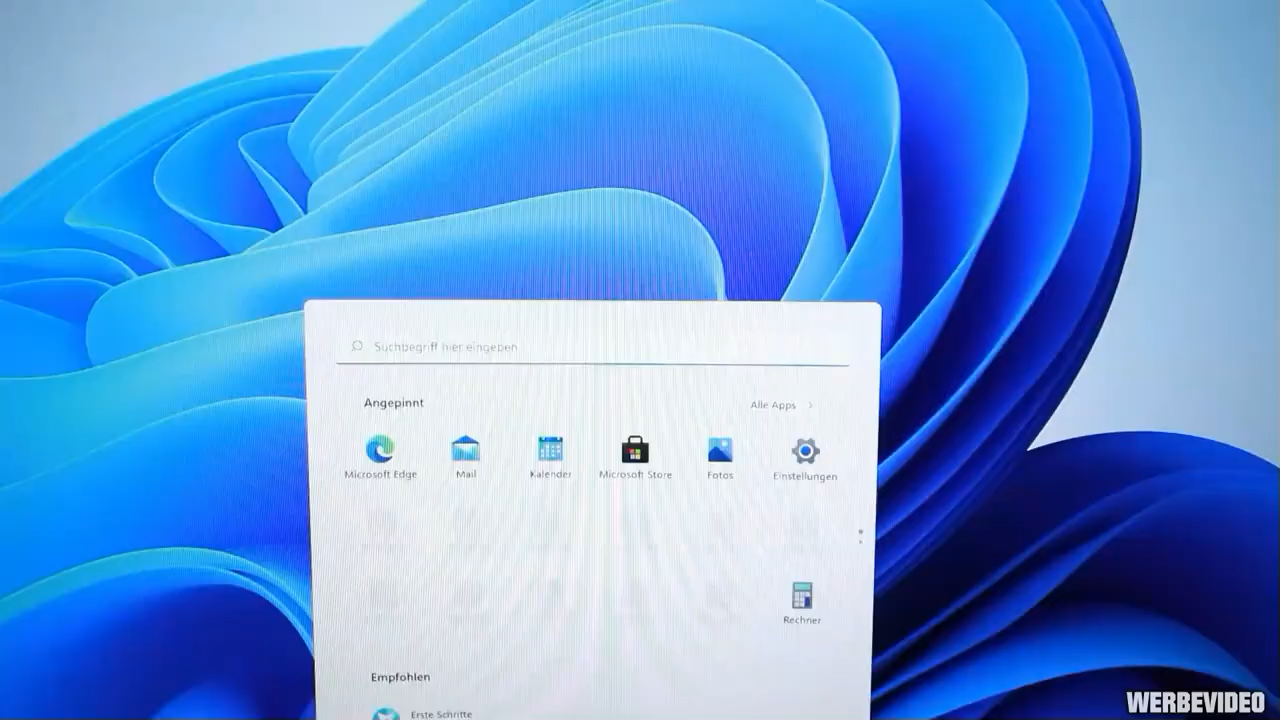 Suchbegriff hier eingeben
Angepinnt
Alle Apps
Microsoft Edge
Mail
Kalender
Microsoft Store
Fotos
Einstellungen
Rechner
Empfohlen
Erste Schritte
WERBEVIDEO